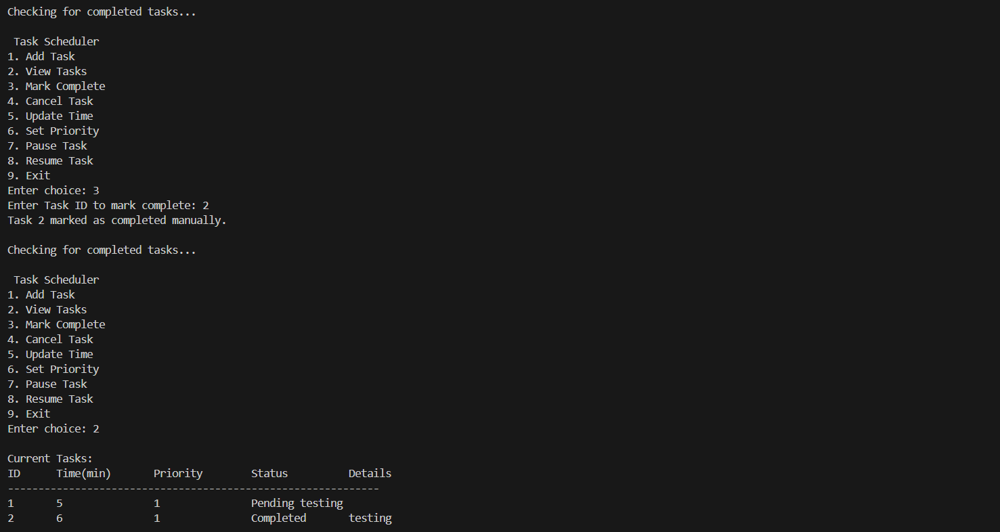 Checking for completed tasks...
Task Scheduler
1. Add Task
2. View Tasks
3. Mark Complete
4. Cancel Task
5. Update Time
6. Set Priority
7. Pause Task
8. Resume Task
9. Exit
Enter choice: 3
Enter Task ID to mark complete: 2
Task 2 marked as completed manually.
Checking for completed tasks...
Task Scheduler
1. Add Task
2. View Tasks
3. Mark Complete
4. Cancel Task
5. Update Time
6. Set Priority
7. Pause Task
8. Resume Task
9. Exit
Enter choice: 2
Current Tasks:
ID Time(min) Priority Status Details
-------------------------------------------------------------
1 5 1 Pending testing
2 6 1 Completed testing